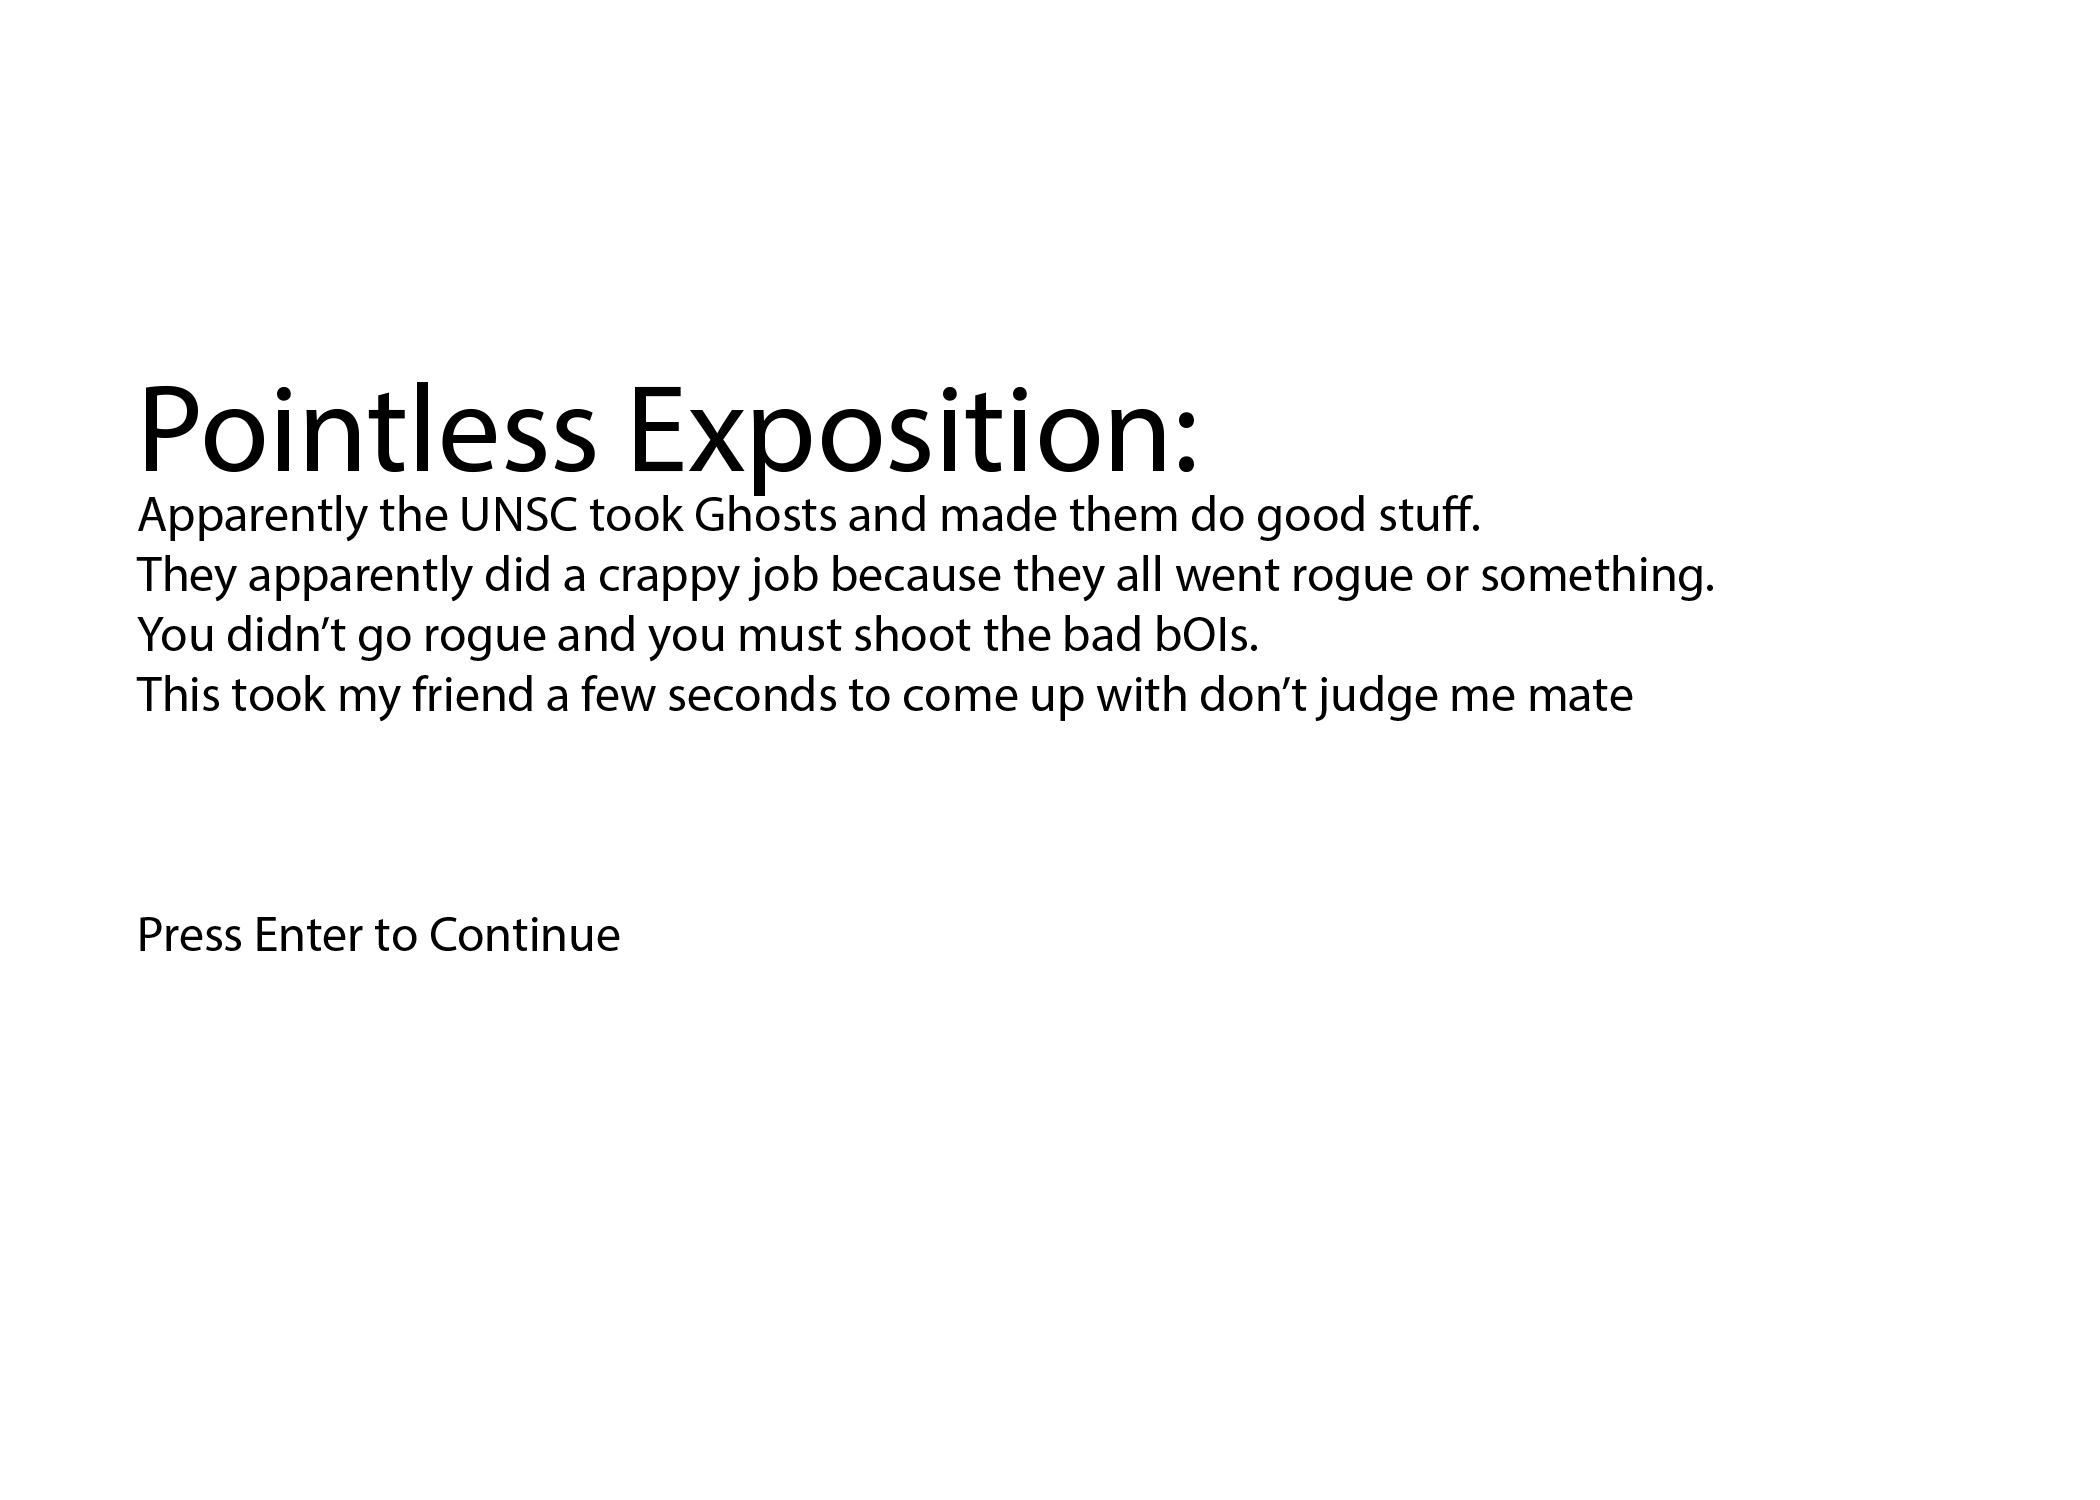 Pointless Exposition:
Apparently the UNSC took Ghosts and made them do good stuff.
They apparently did a crappy job because they all went rogue or something.
You didn’t go rogue and you must shoot the bad bOIs.
This took my friend a few seconds to come up with don’t judge me mate
Press Enter to Continue